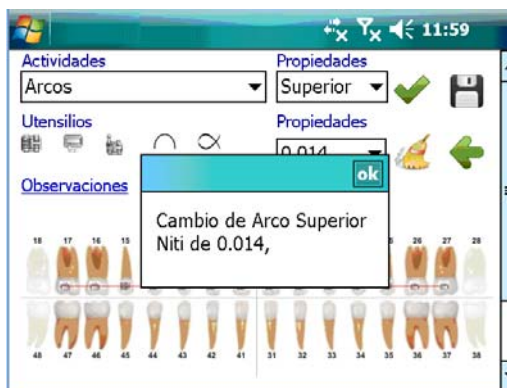 11:59
Actividades Propiedades
Arcos Superior
Utensilios Propiedades
0.014
ok
Observaciones
Cambio de Arco Superior
Niti de 0.014,
18 17 16 15 26 27 28
48 47 46 45 44 43 42 41 31 32 33 34 35 36 37 38